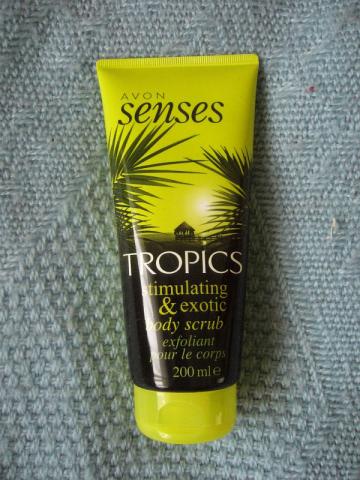 AVON
senses
TROPICS
stimulating
& exotic
body scrub
exfoliant
pour le corps
200 ml e